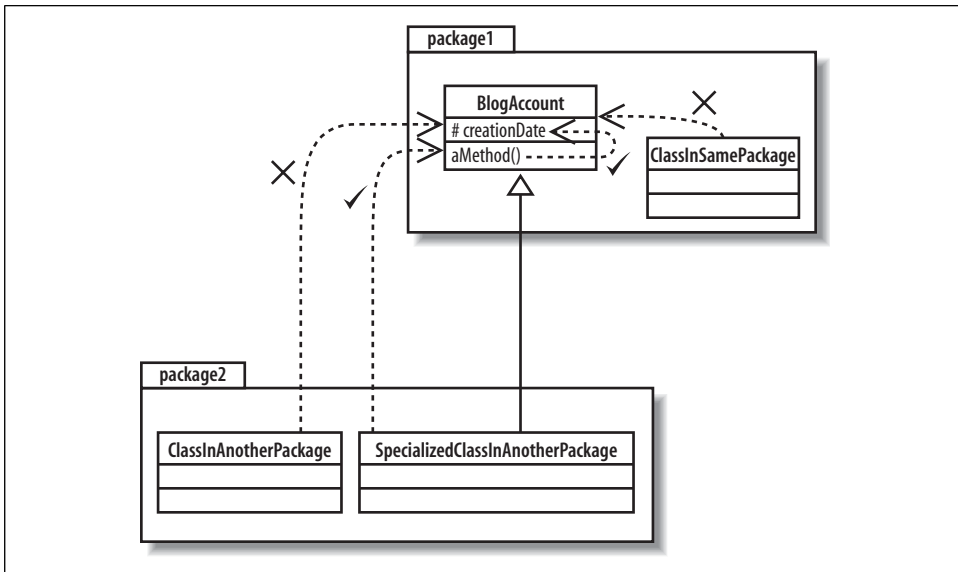 package1
BlogAccount
# creationDate
aMethod()
ClassInSamePackage
package2
ClassInAnotherPackage
SpecializedClassInAnotherPackage